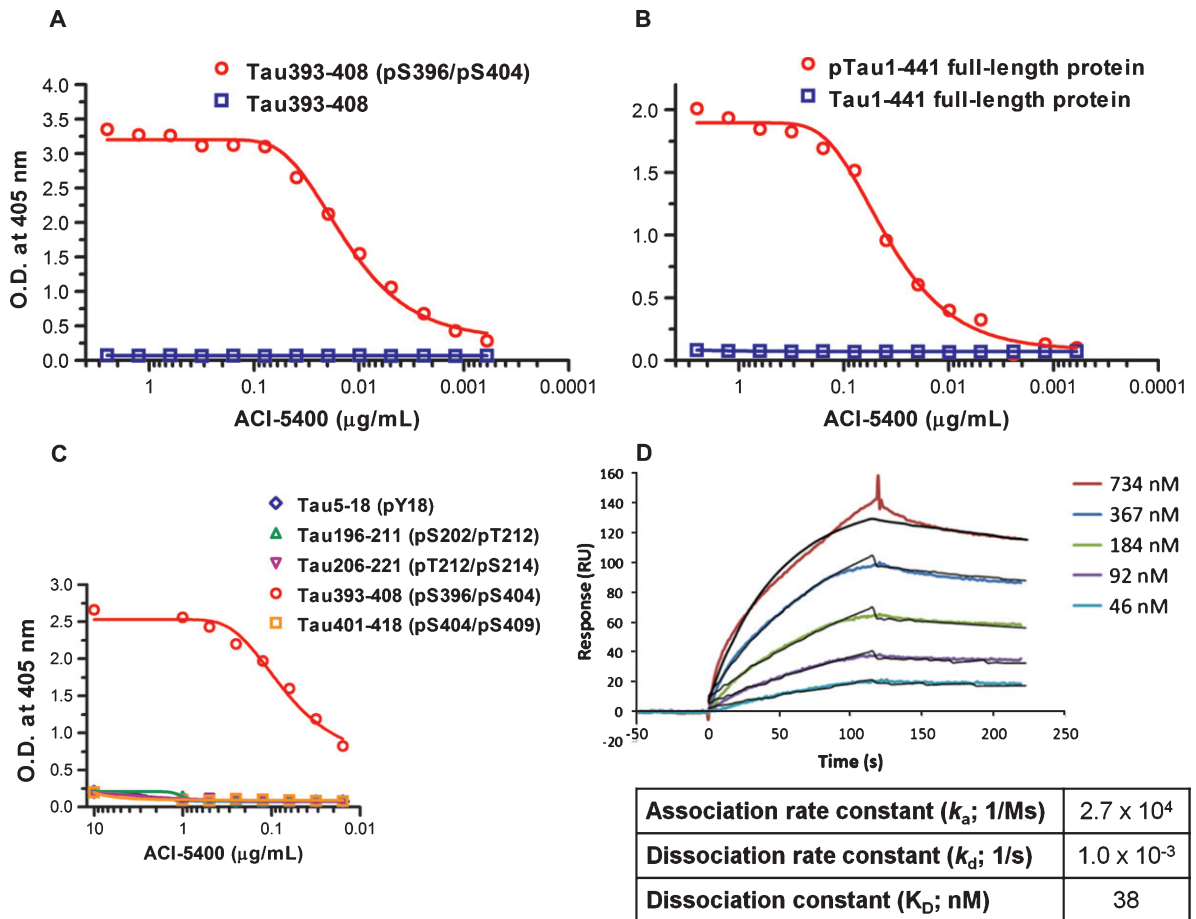 A
Tau393-408 (pS396/pS404)
Tau393-408
O.D. at 405 nm
4.0
3.5
3.0
2.5
2.0
1.5
1.0
0.5
0.0
1
0.1
0.01
0.001
0.0001
ACI-5400 (μg/mL)
B
pTau1-441 full-length protein
Tau1-441 full-length protein
2.0
1.5
1.0
0.5
0.0
1
0.1
0.01
0.001
0.0001
ACI-5400 (μg/mL)
C
Tau5-18 (pY18)
Tau196-211 (pS202/pT212)
Tau206-221 (pT212/pS214)
Tau393-408 (pS396/pS404)
Tau401-418 (pS404/pS409)
O.D. at 405 nm
3.0
2.5
2.0
1.5
1.0
0.5
0.0
10
1
0.1
0.01
ACI-5400 (μg/mL)
D
Response (RU)
160
140
120
100
80
60
40
20
0
-20
-50
0
50
100
150
200
250
Time (s)
734 nM
367 nM
184 nM
92 nM
46 nM
Association rate constant (ka; 1/Ms) 2.7 x 10⁴
Dissociation rate constant (kd; 1/s) 1.0 x 10⁻³
Dissociation constant (KD; nM) 38